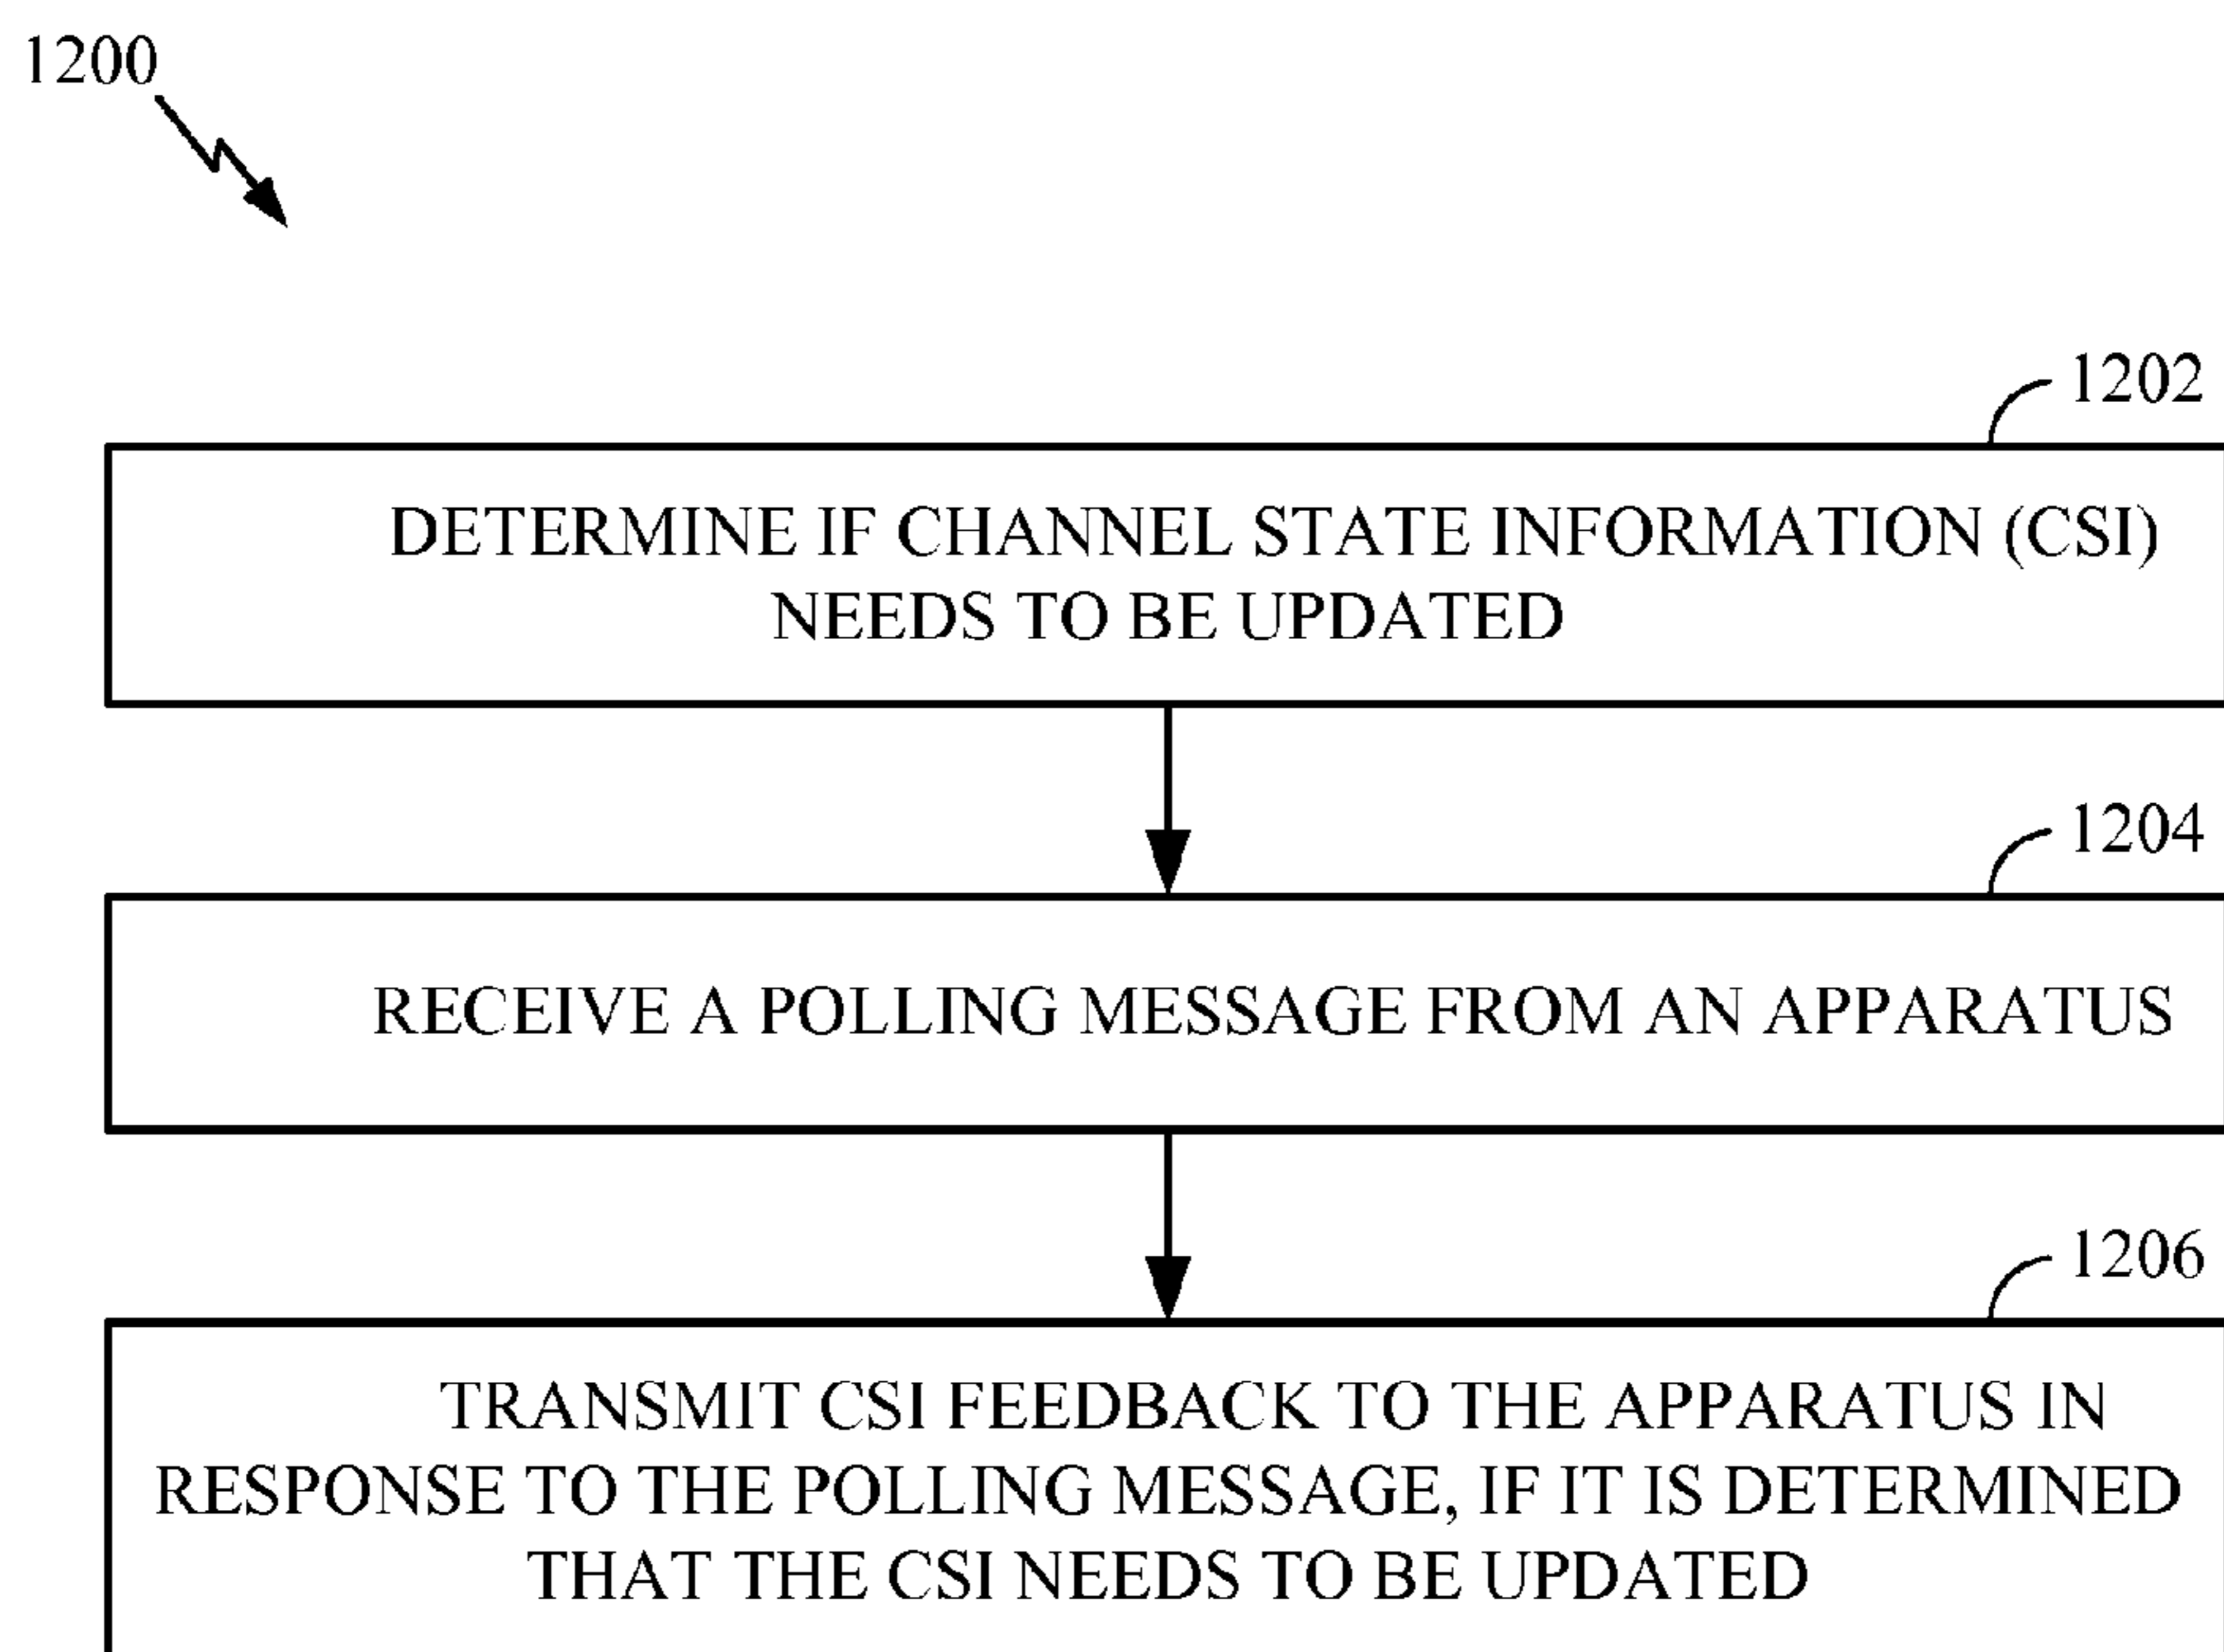 1200
1202
DETERMINE IF CHANNEL STATE INFORMATION (CSI)
NEEDS TO BE UPDATED
1204
RECEIVE A POLLING MESSAGE FROM AN APPARATUS
1206
TRANSMIT CSI FEEDBACK TO THE APPARATUS IN
RESPONSE TO THE POLLING MESSAGE, IF IT IS DETERMINED
THAT THE CSI NEEDS TO BE UPDATED